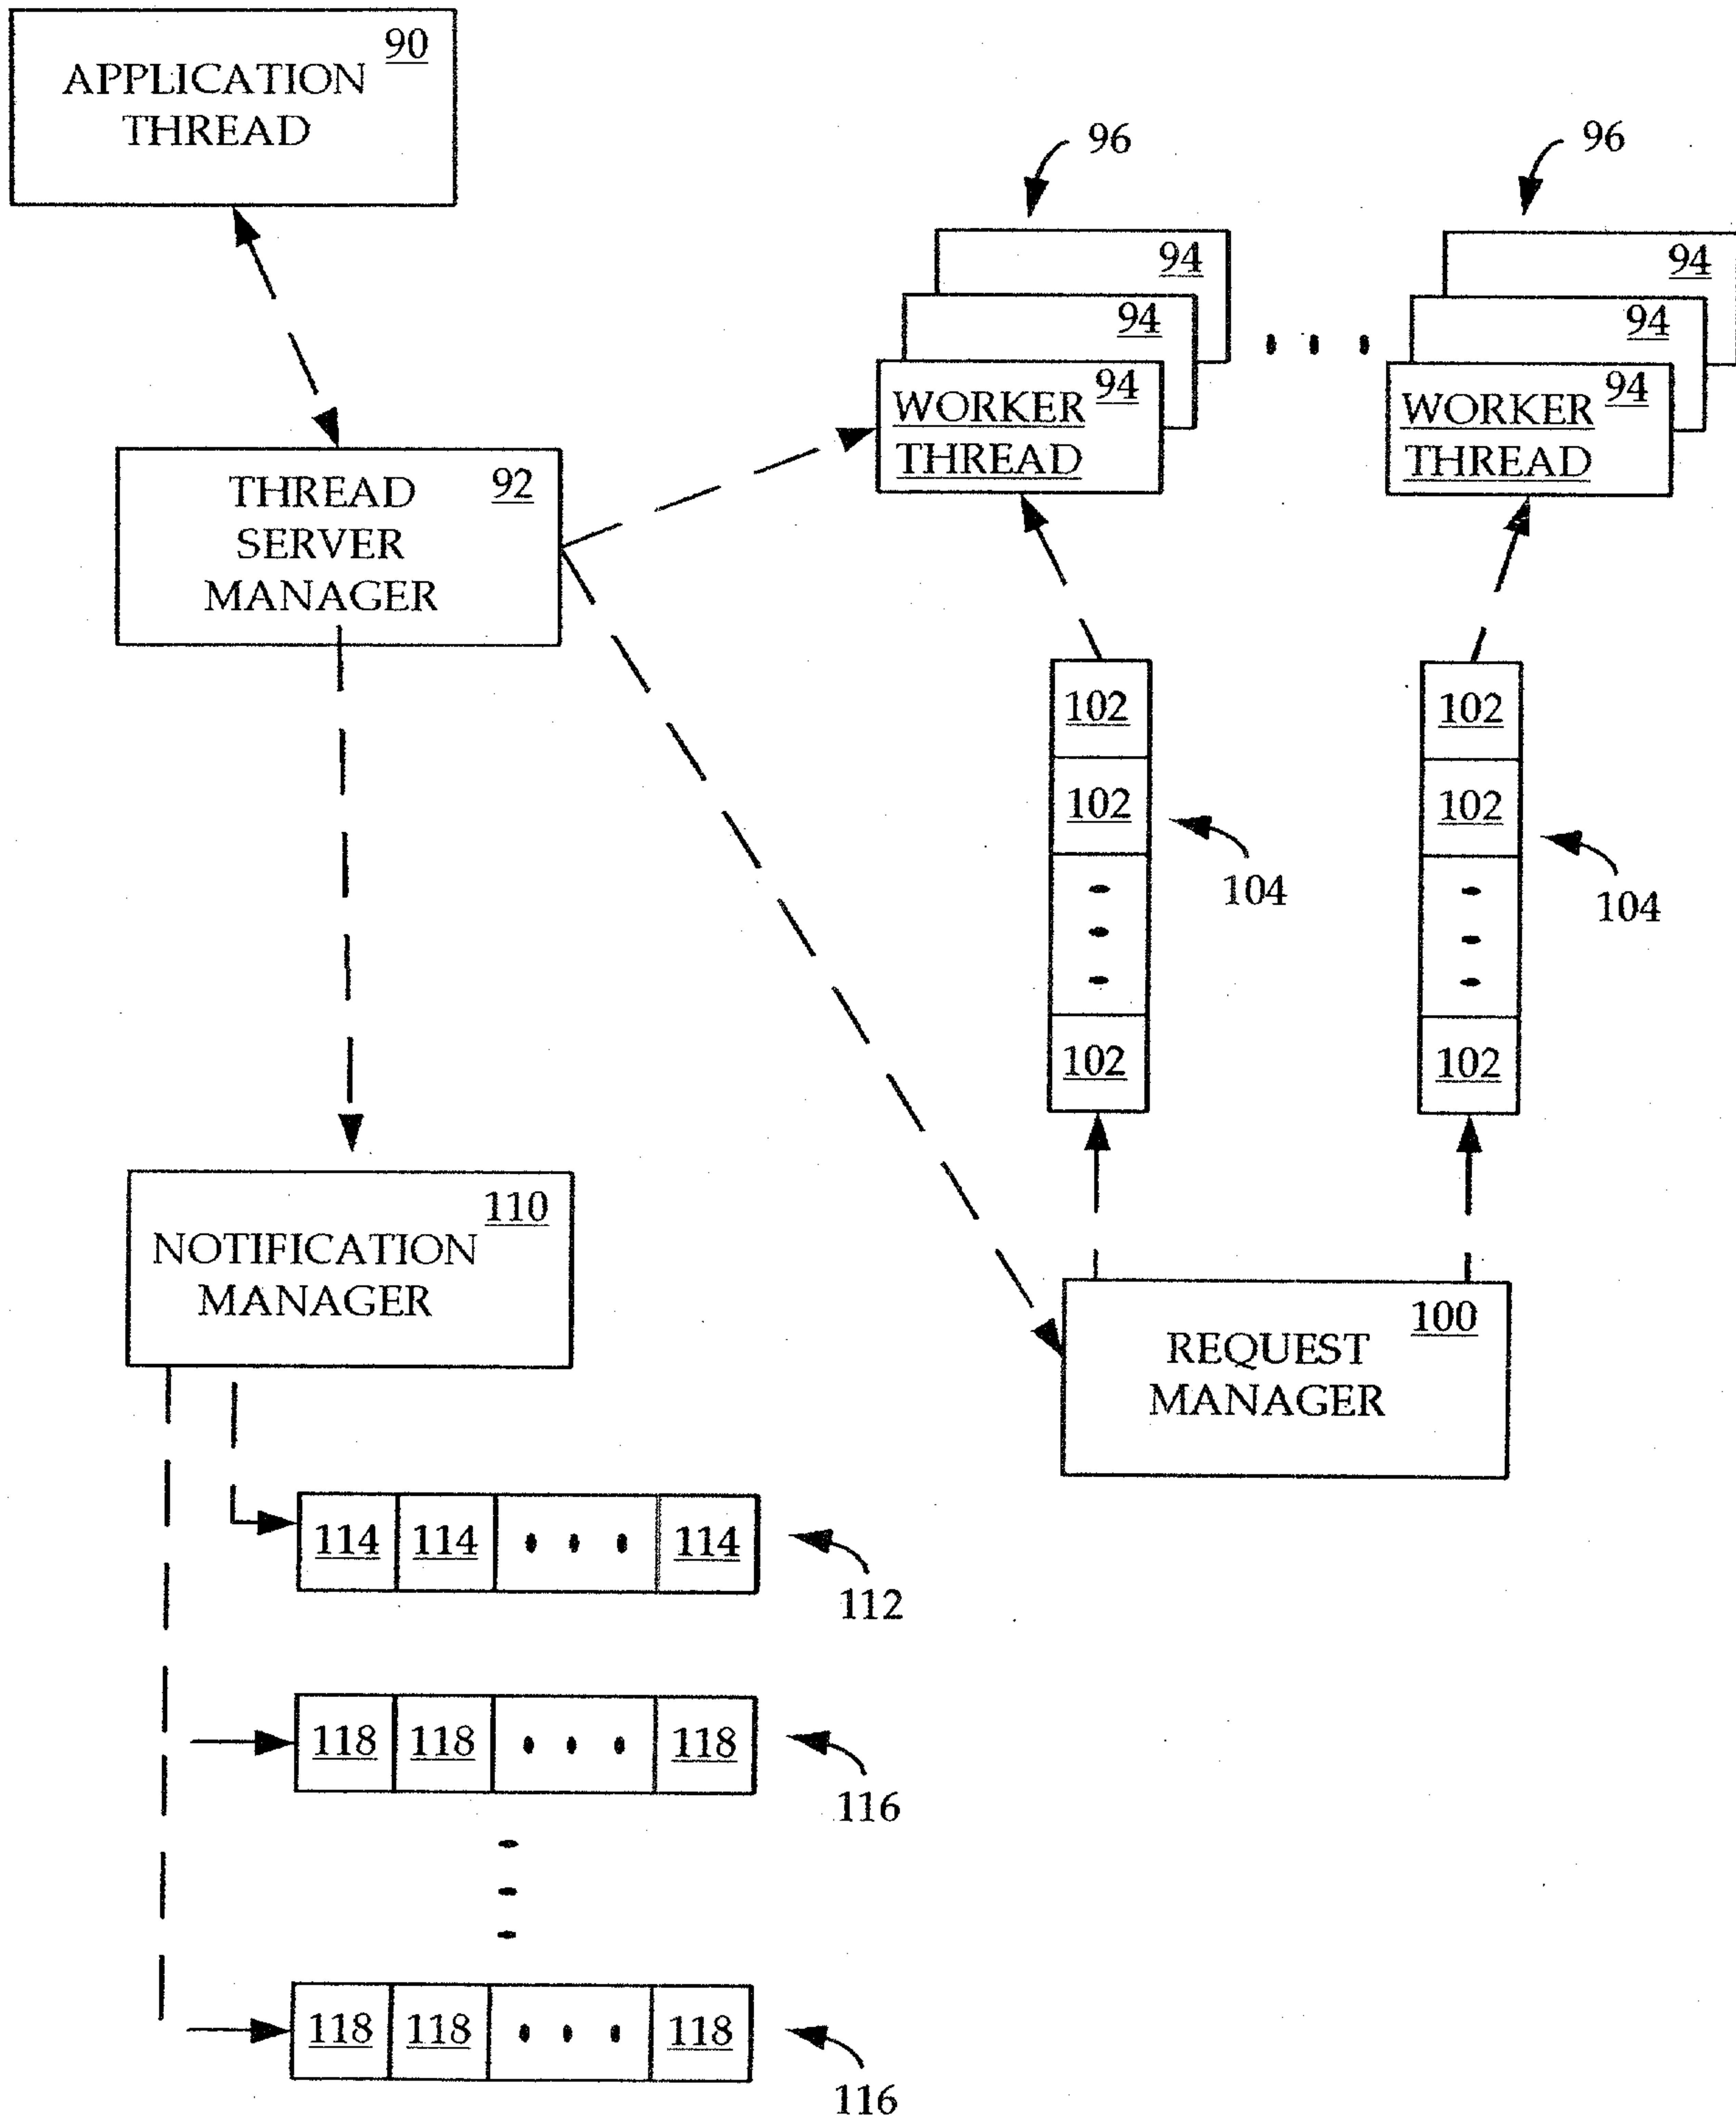 90
APPLICATION
THREAD
96
96
94
94
94
94
WORKER 94
THREAD
WORKER 94
THREAD
THREAD 92
SERVER
MANAGER
102
102
102
102
104
104
102
102
110
NOTIFICATION
MANAGER
100
REQUEST
MANAGER
114 114 • • • 114
112
118 118 • • • 118
116
118 118 • • • 118
116